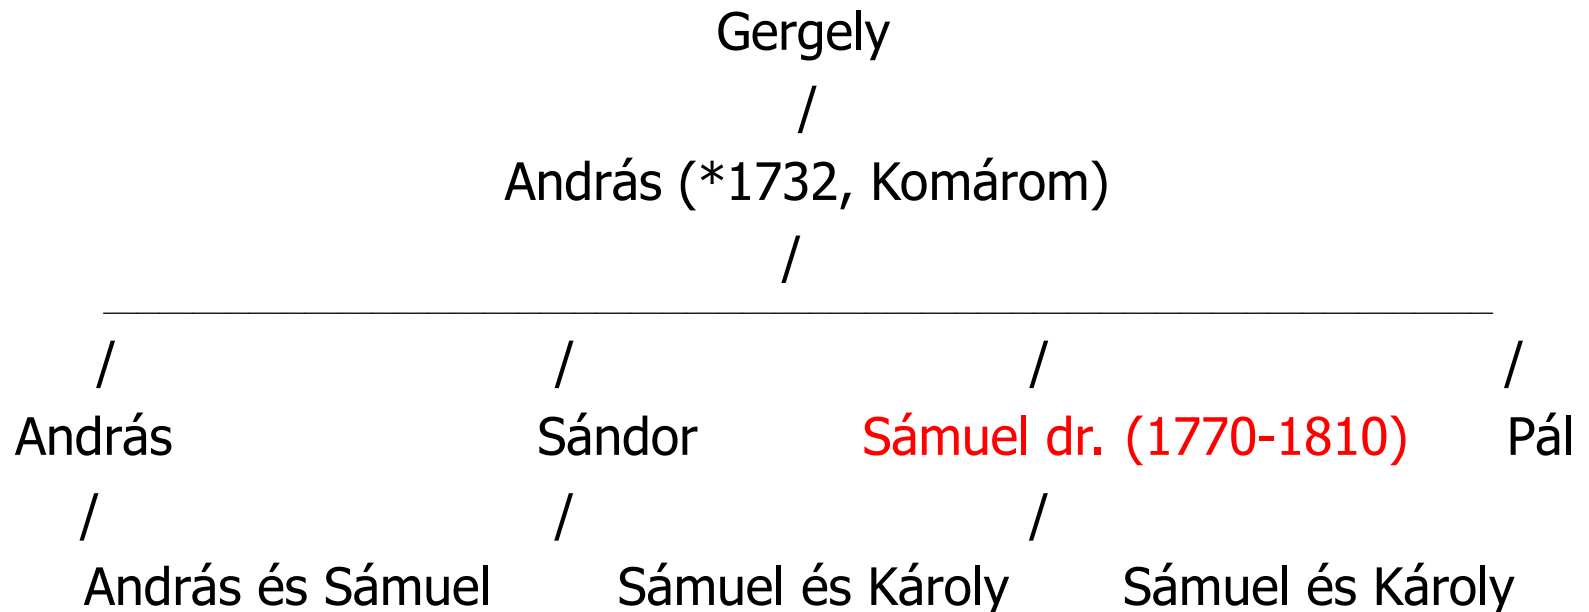 Gergely
/
András (*1732, Komárom)
/
/ / / /
András Sándor Sámuel dr. (1770-1810) Pál
/ / /
András és Sámuel Sámuel és Károly Sámuel és Károly